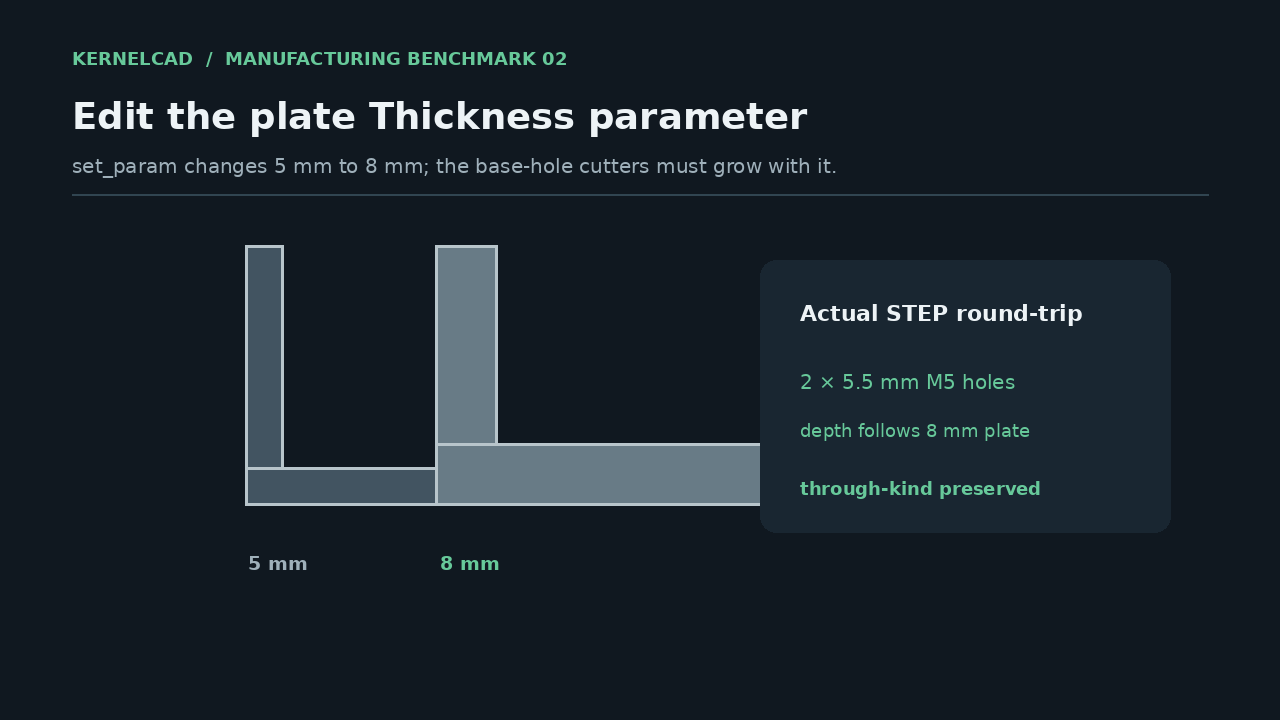 KERNELCAD / MANUFACTURING BENCHMARK 02
Edit the plate Thickness parameter
set_param changes 5 mm to 8 mm; the base-hole cutters must grow with it.
Actual STEP round-trip
2 × 5.5 mm M5 holes
depth follows 8 mm plate
through-kind preserved
5 mm
8 mm